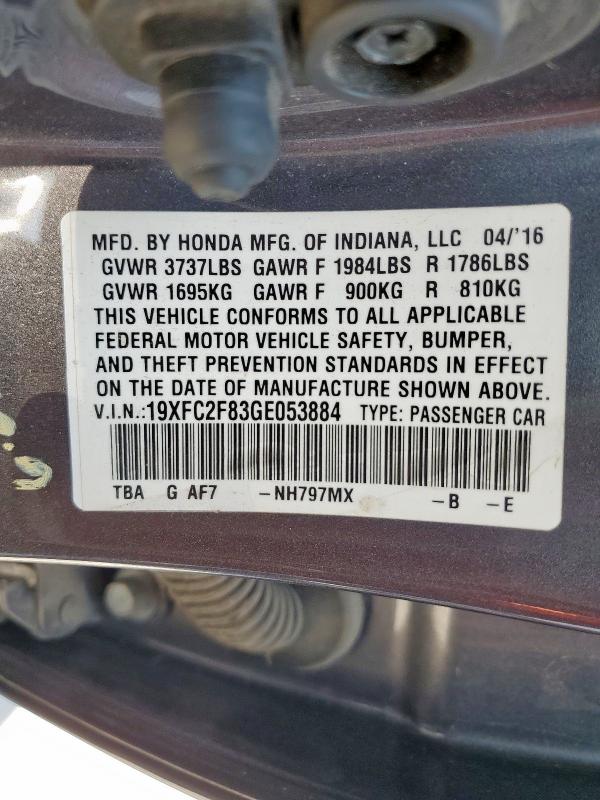 MFD. BY HONDA MFG. OF INDIANA, LLC 04/'16
GVWR 3737LBS GAWR F 1984LBS R 1786LBS
GVWR 1695KG GAWR F 900KG R 810KG
THIS VEHICLE CONFORMS TO ALL APPLICABLE
FEDERAL MOTOR VEHICLE SAFETY, BUMPER,
AND THEFT PREVENTION STANDARDS IN EFFECT
ON THE DATE OF MANUFACTURE SHOWN ABOVE.
V.I.N.:19XFC2F83GE053884 TYPE: PASSENGER CAR
TBA G AF7 -NH797MX -B -E